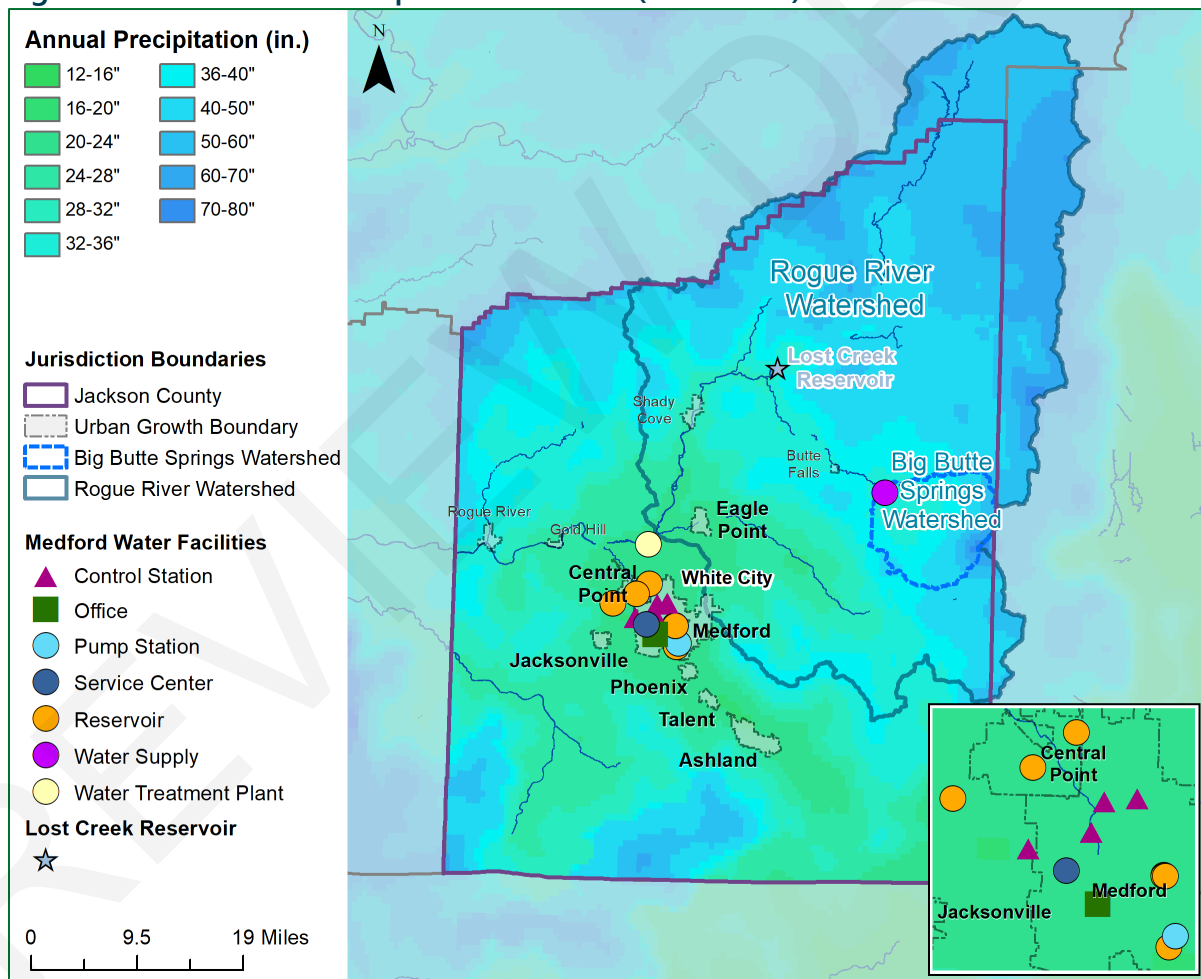 Annual Precipitation (in.)
12-16"
16-20"
20-24"
24-28"
28-32"
32-36"
36-40"
40-50"
50-60"
60-70"
70-80"
Jurisdiction Boundaries
Jackson County
Urban Growth Boundary
Big Butte Springs Watershed
Rogue River Watershed
Medford Water Facilities
Control Station
Office
Pump Station
Service Center
Reservoir
Water Supply
Water Treatment Plant
Lost Creek Reservoir
0 9.5 19 Miles
N
Rogue River
Watershed
Lost Creek
Reservoir
Shady
Cove
Butte
Falls
Big Butte
Springs
Watershed
Rogue River
Gold Hill
Eagle
Point
Central
Point
White City
Medford
Jacksonville
Phoenix
Talent
Ashland
Central
Point
Medford
Jacksonville